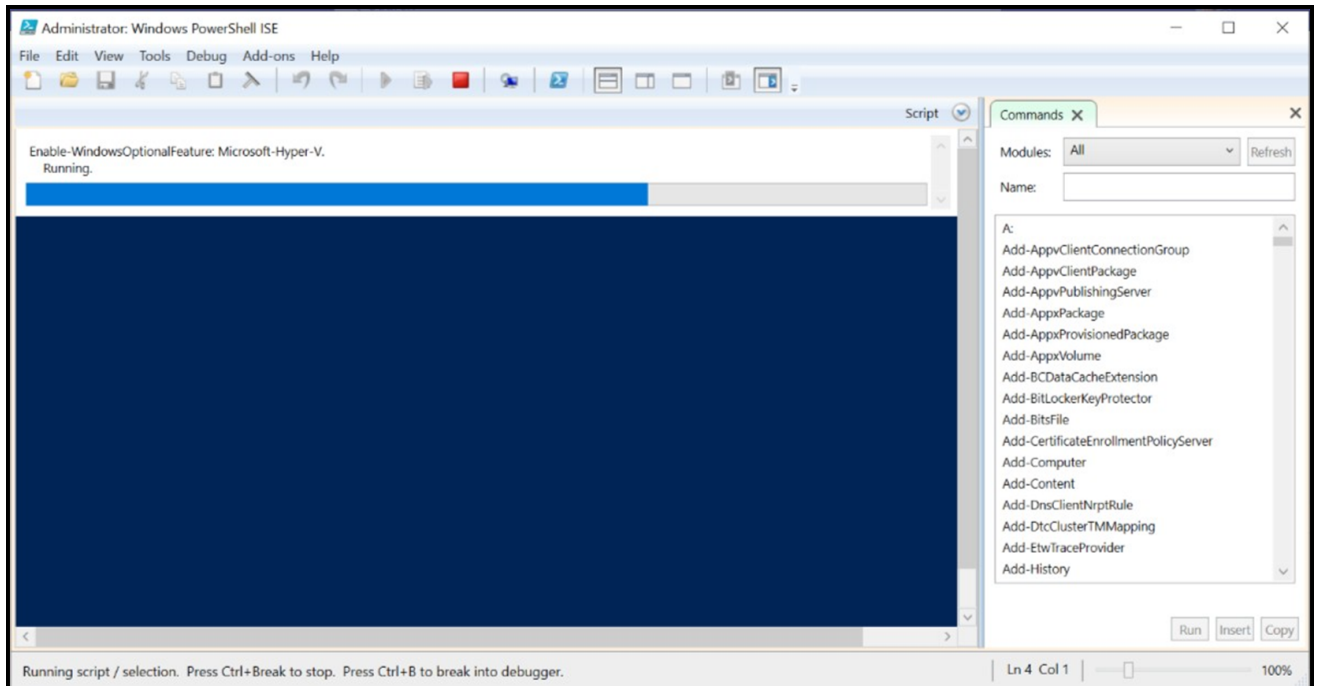 Administrator: Windows PowerShell ISE
File Edit View Tools Debug Add-ons Help
Script
Enable-WindowsOptionalFeature: Microsoft-Hyper-V.
Running.
Commands
Modules: All Refresh
Name:
A:
Add-AppvClientConnectionGroup
Add-AppvClientPackage
Add-AppvPublishingServer
Add-AppxPackage
Add-AppxProvisionedPackage
Add-AppxVolume
Add-BCDataCacheExtension
Add-BitLockerKeyProtector
Add-BitsFile
Add-CertificateEnrollmentPolicyServer
Add-Computer
Add-Content
Add-DnsClientNrptRule
Add-DtcClusterTMMapping
Add-EtwTraceProvider
Add-History
Run Insert Copy
Running script / selection. Press Ctrl+Break to stop. Press Ctrl+B to break into debugger.
Ln 4 Col 1
100%